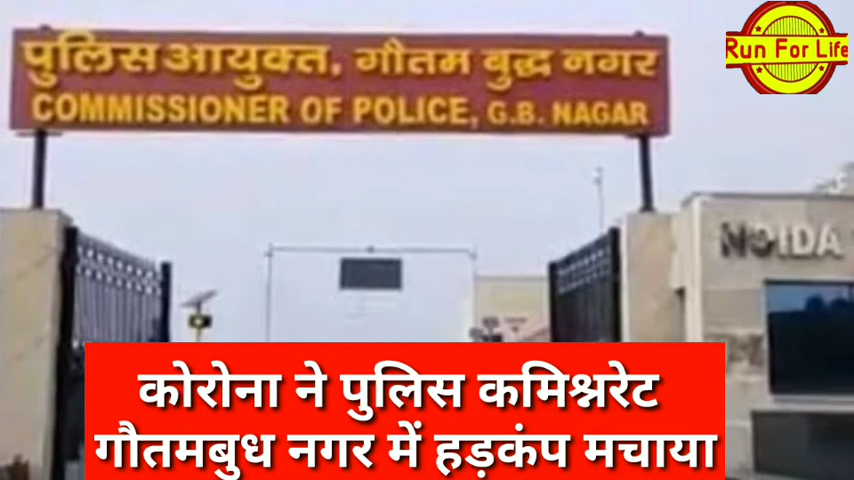 पुलिस आयुक्त, गौतम बुद्ध नगर
COMMISSIONER OF POLICE, G.B. NAGAR
Run For Life
NOIDA
कोरोना ने पुलिस कमिश्नरेट
गौतमबुध नगर में हड़कंप मचाया